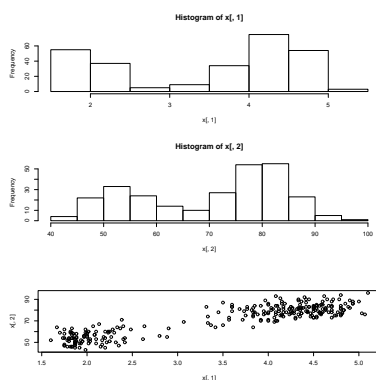 Histogram of x[, 1]
Frequency
0 20 40 60
2 3 4 5
x[, 1]
Histogram of x[, 2]
Frequency
0 10 30 50
40 50 60 70 80 90 100
x[, 2]
x[, 2]
50 70 90
1.5 2.0 2.5 3.0 3.5 4.0 4.5 5.0
x[, 1]